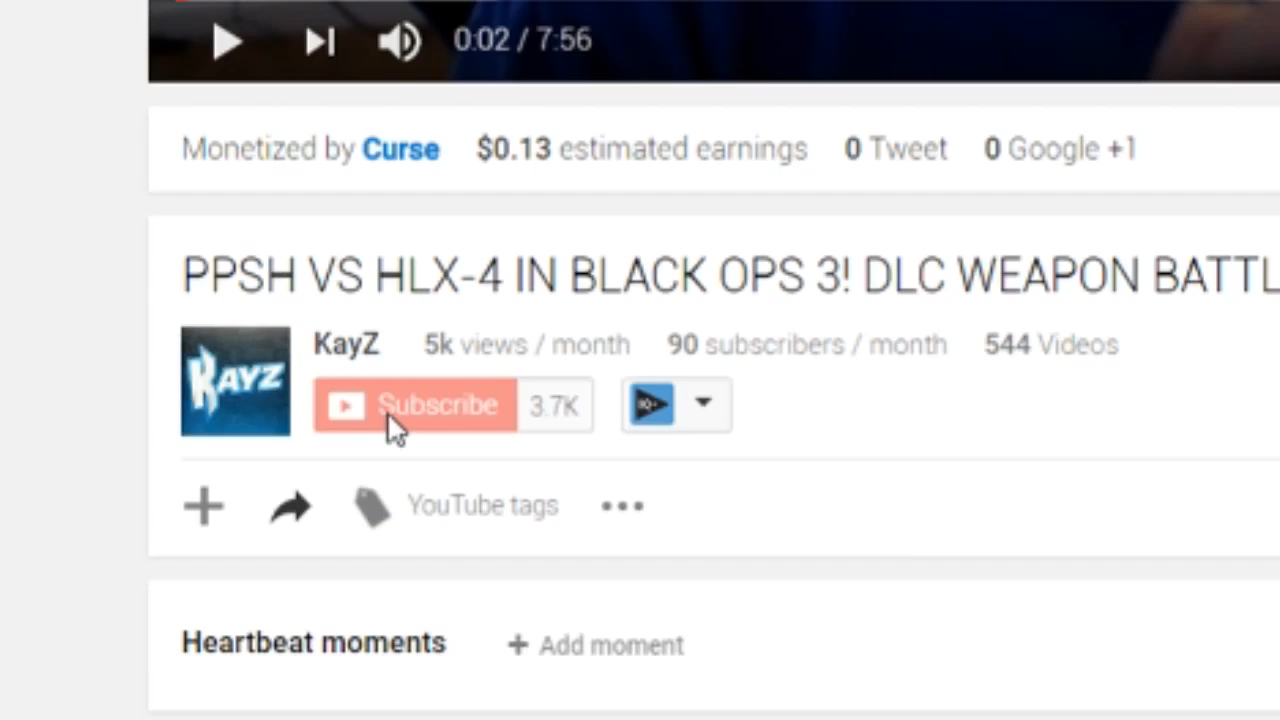 0:02 / 7:56
Monetized by Curse $0.13 estimated earnings 0 Tweet 0 Google +1
PPSH VS HLX-4 IN BLACK OPS 3! DLC WEAPON BATTL
KAYZ
KayZ 5k views / month 90 subscribers / month 544 Videos
Subscribe 3.7K
YouTube tags
Heartbeat moments + Add moment